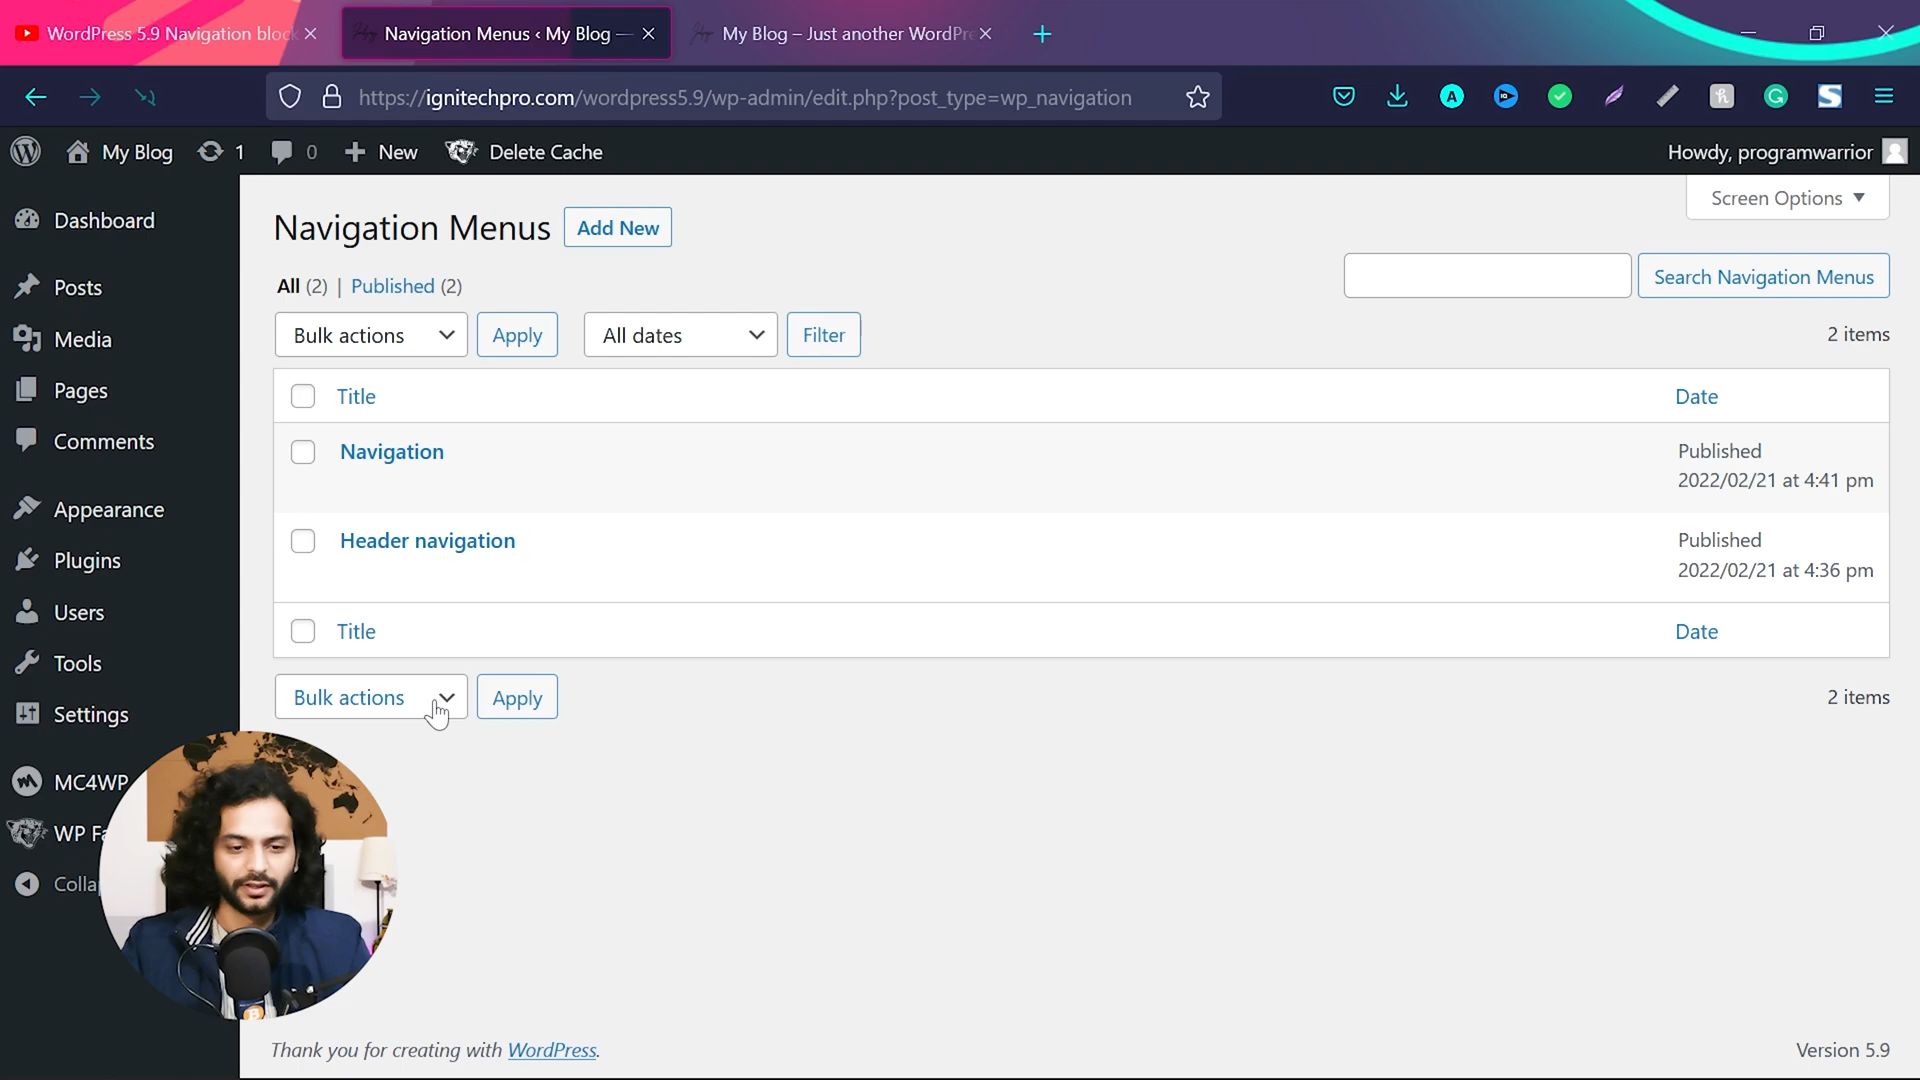 WordPress 5.9 Navigation bloc
Navigation Menus ‹ My Blog —
My Blog – Just another WordPre
https://ignitechpro.com/wordpress5.9/wp-admin/edit.php?post_type=wp_navigation
My Blog 1 0 New Delete Cache
Howdy, programwarrior
Screen Options
Dashboard
Posts
Media
Pages
Comments
Appearance
Plugins
Users
Tools
Settings
MC4WP
WP Fa
Colla
Navigation Menus Add New
All (2) | Published (2)
Search Navigation Menus
Bulk actions Apply All dates Filter
2 items
Title Date
Navigation Published
2022/02/21 at 4:41 pm
Header navigation Published
2022/02/21 at 4:36 pm
Title Date
Bulk actions Apply
2 items
Thank you for creating with WordPress.
Version 5.9